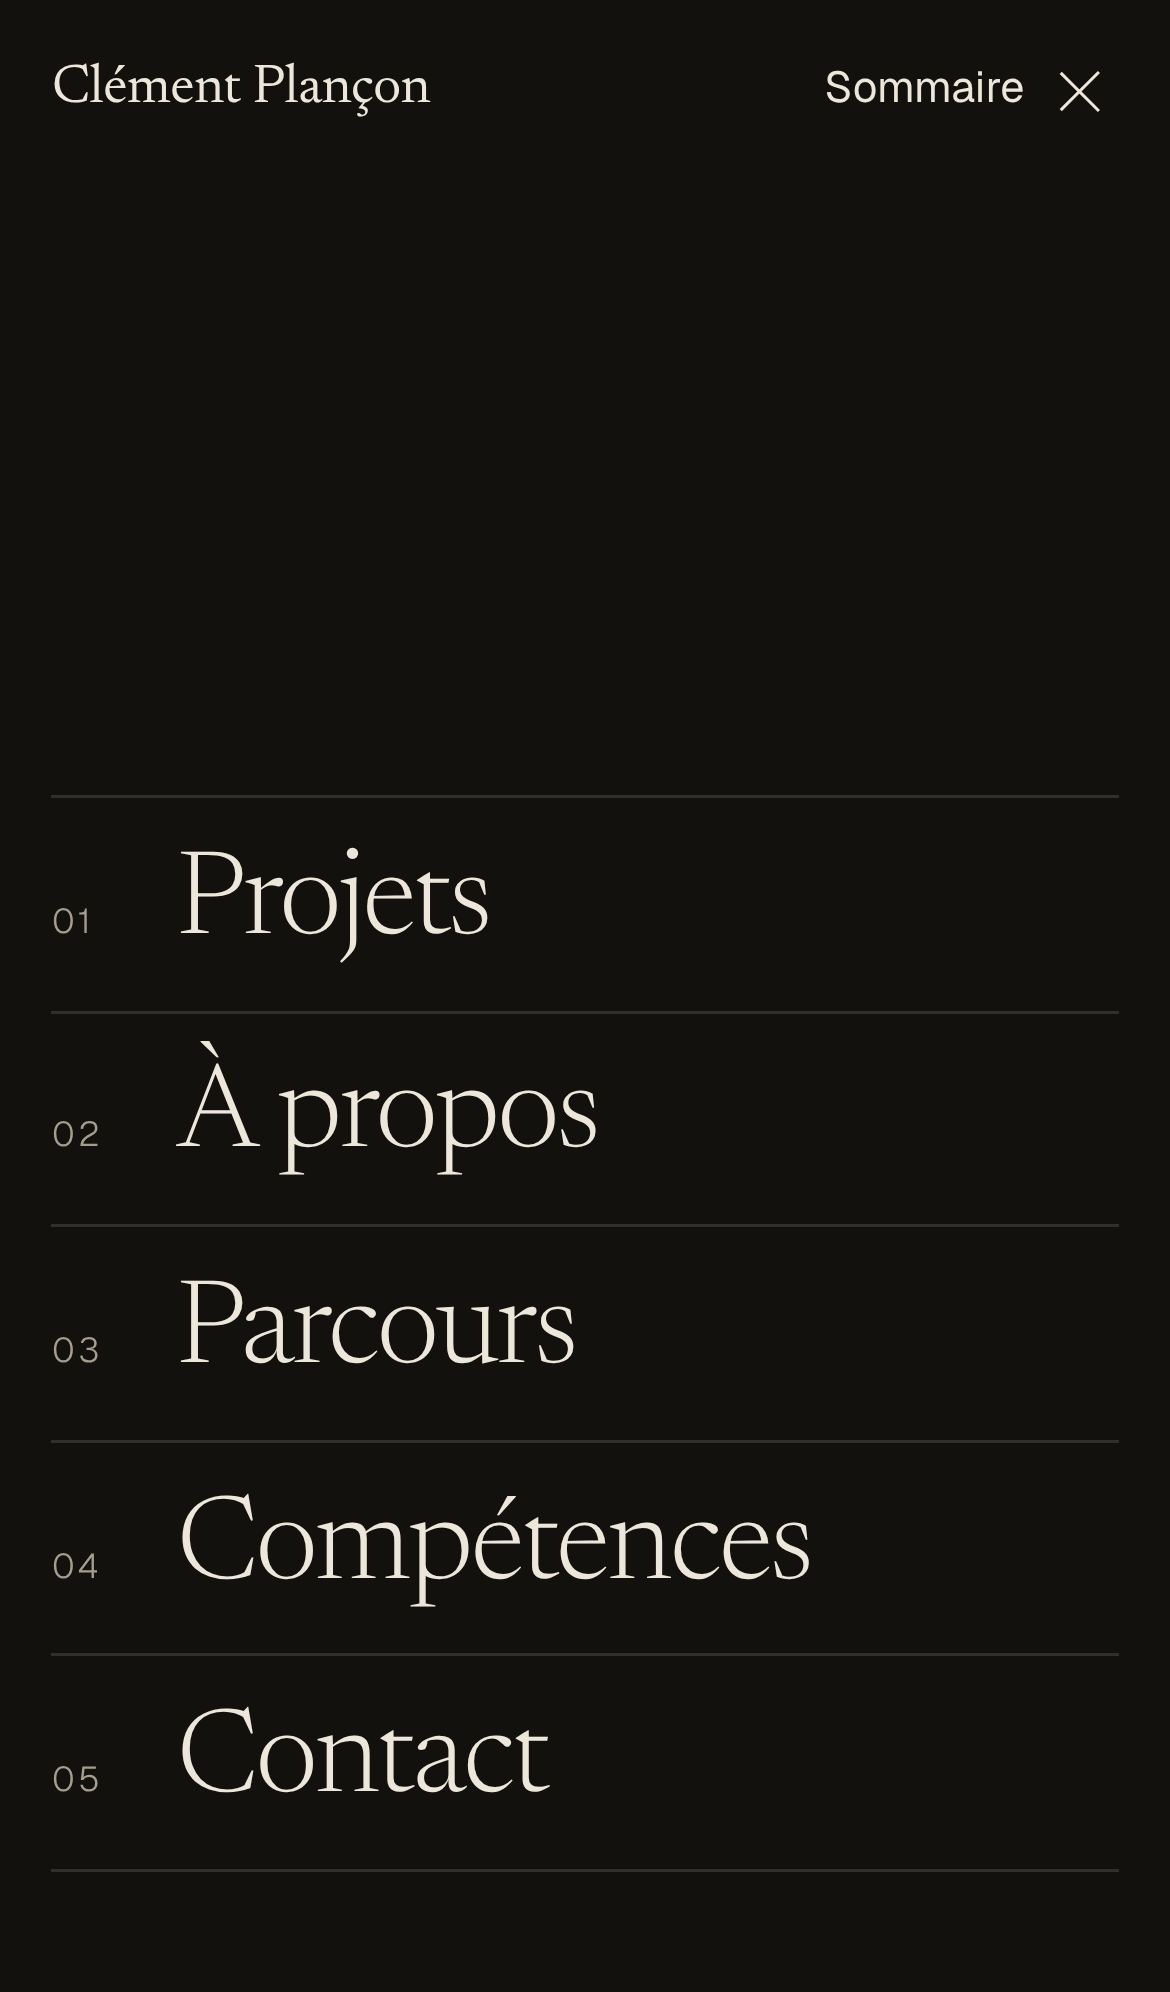 Clément Plançon
Sommaire
01 Projets
02 À propos
03 Parcours
04 Compétences
05 Contact